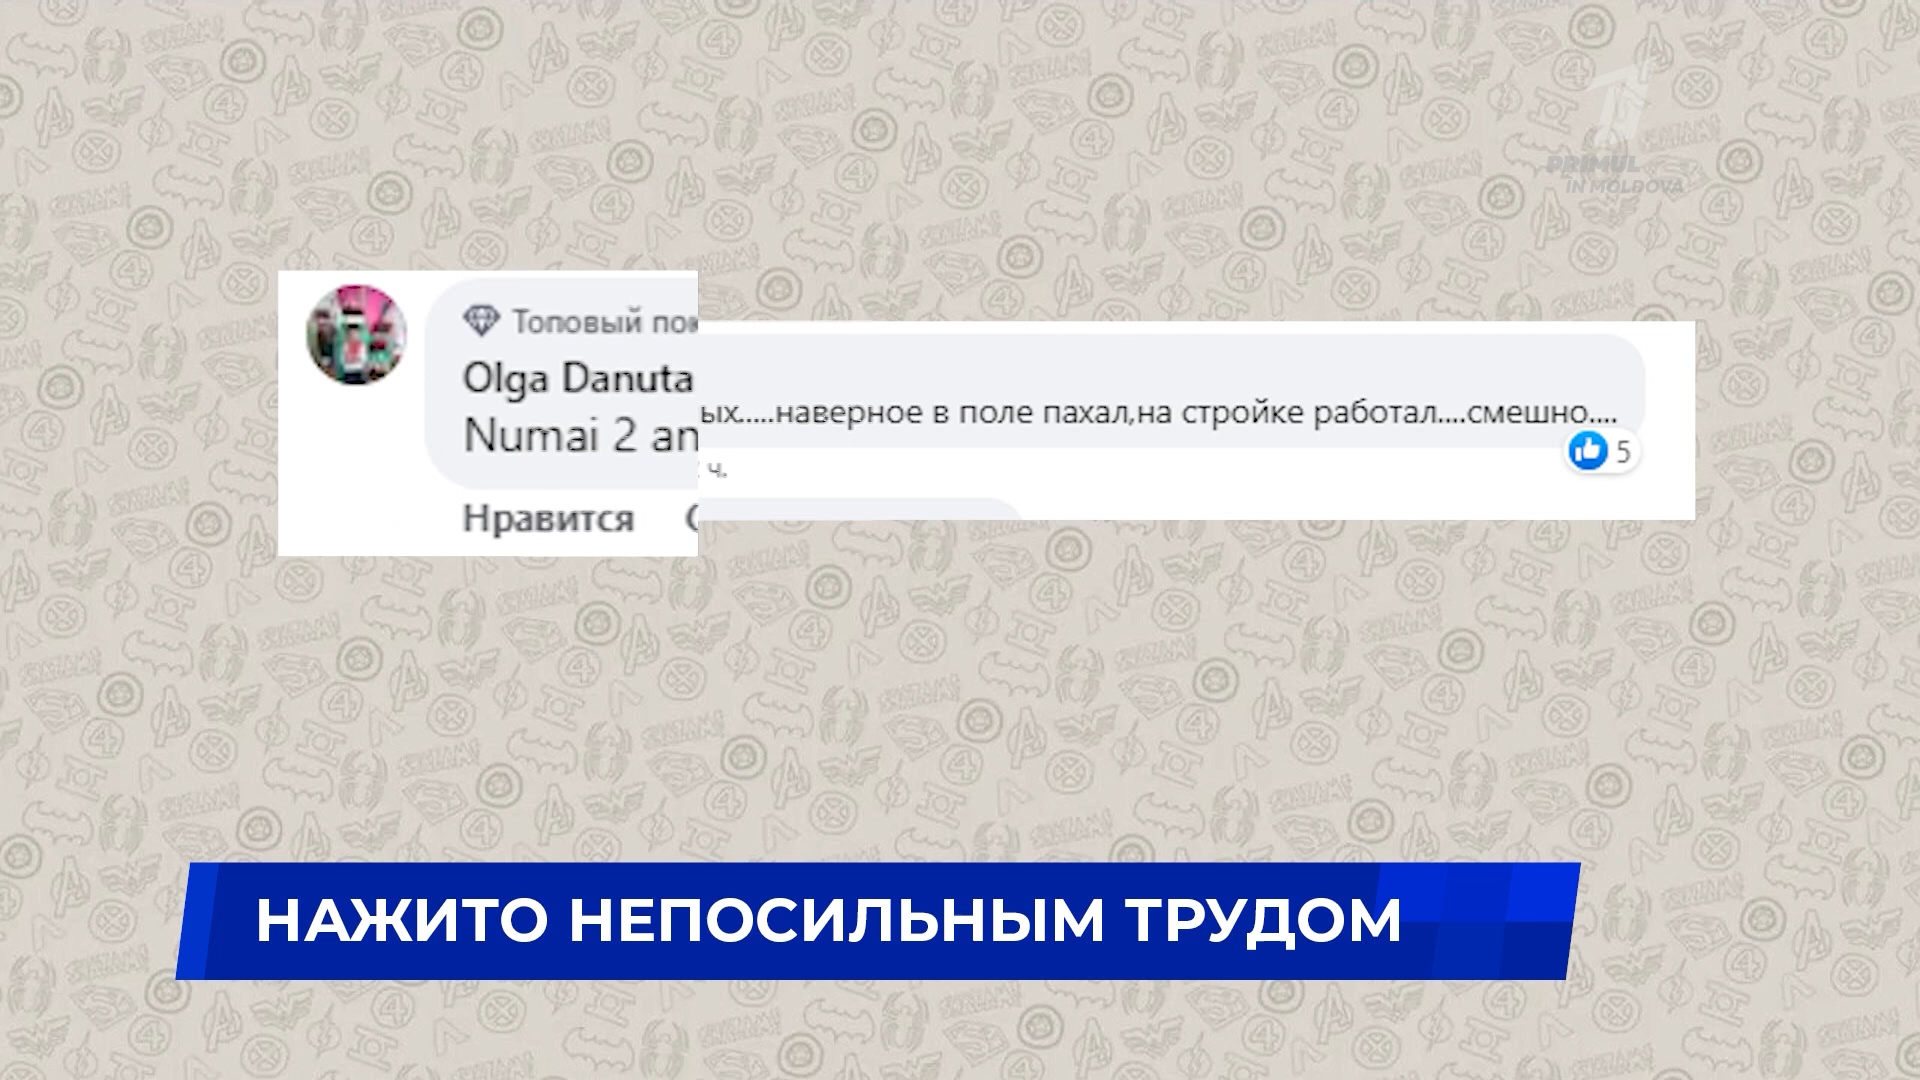 PRIMUL
ÎN MOLDOVA
Топовый пок
Olga Danuta
Numai 2 an
Нравится
ых.....наверное в поле пахал,на стройке работал....смешно....
5
ч.
НАЖИТО НЕПОСИЛЬНЫМ ТРУДОМ